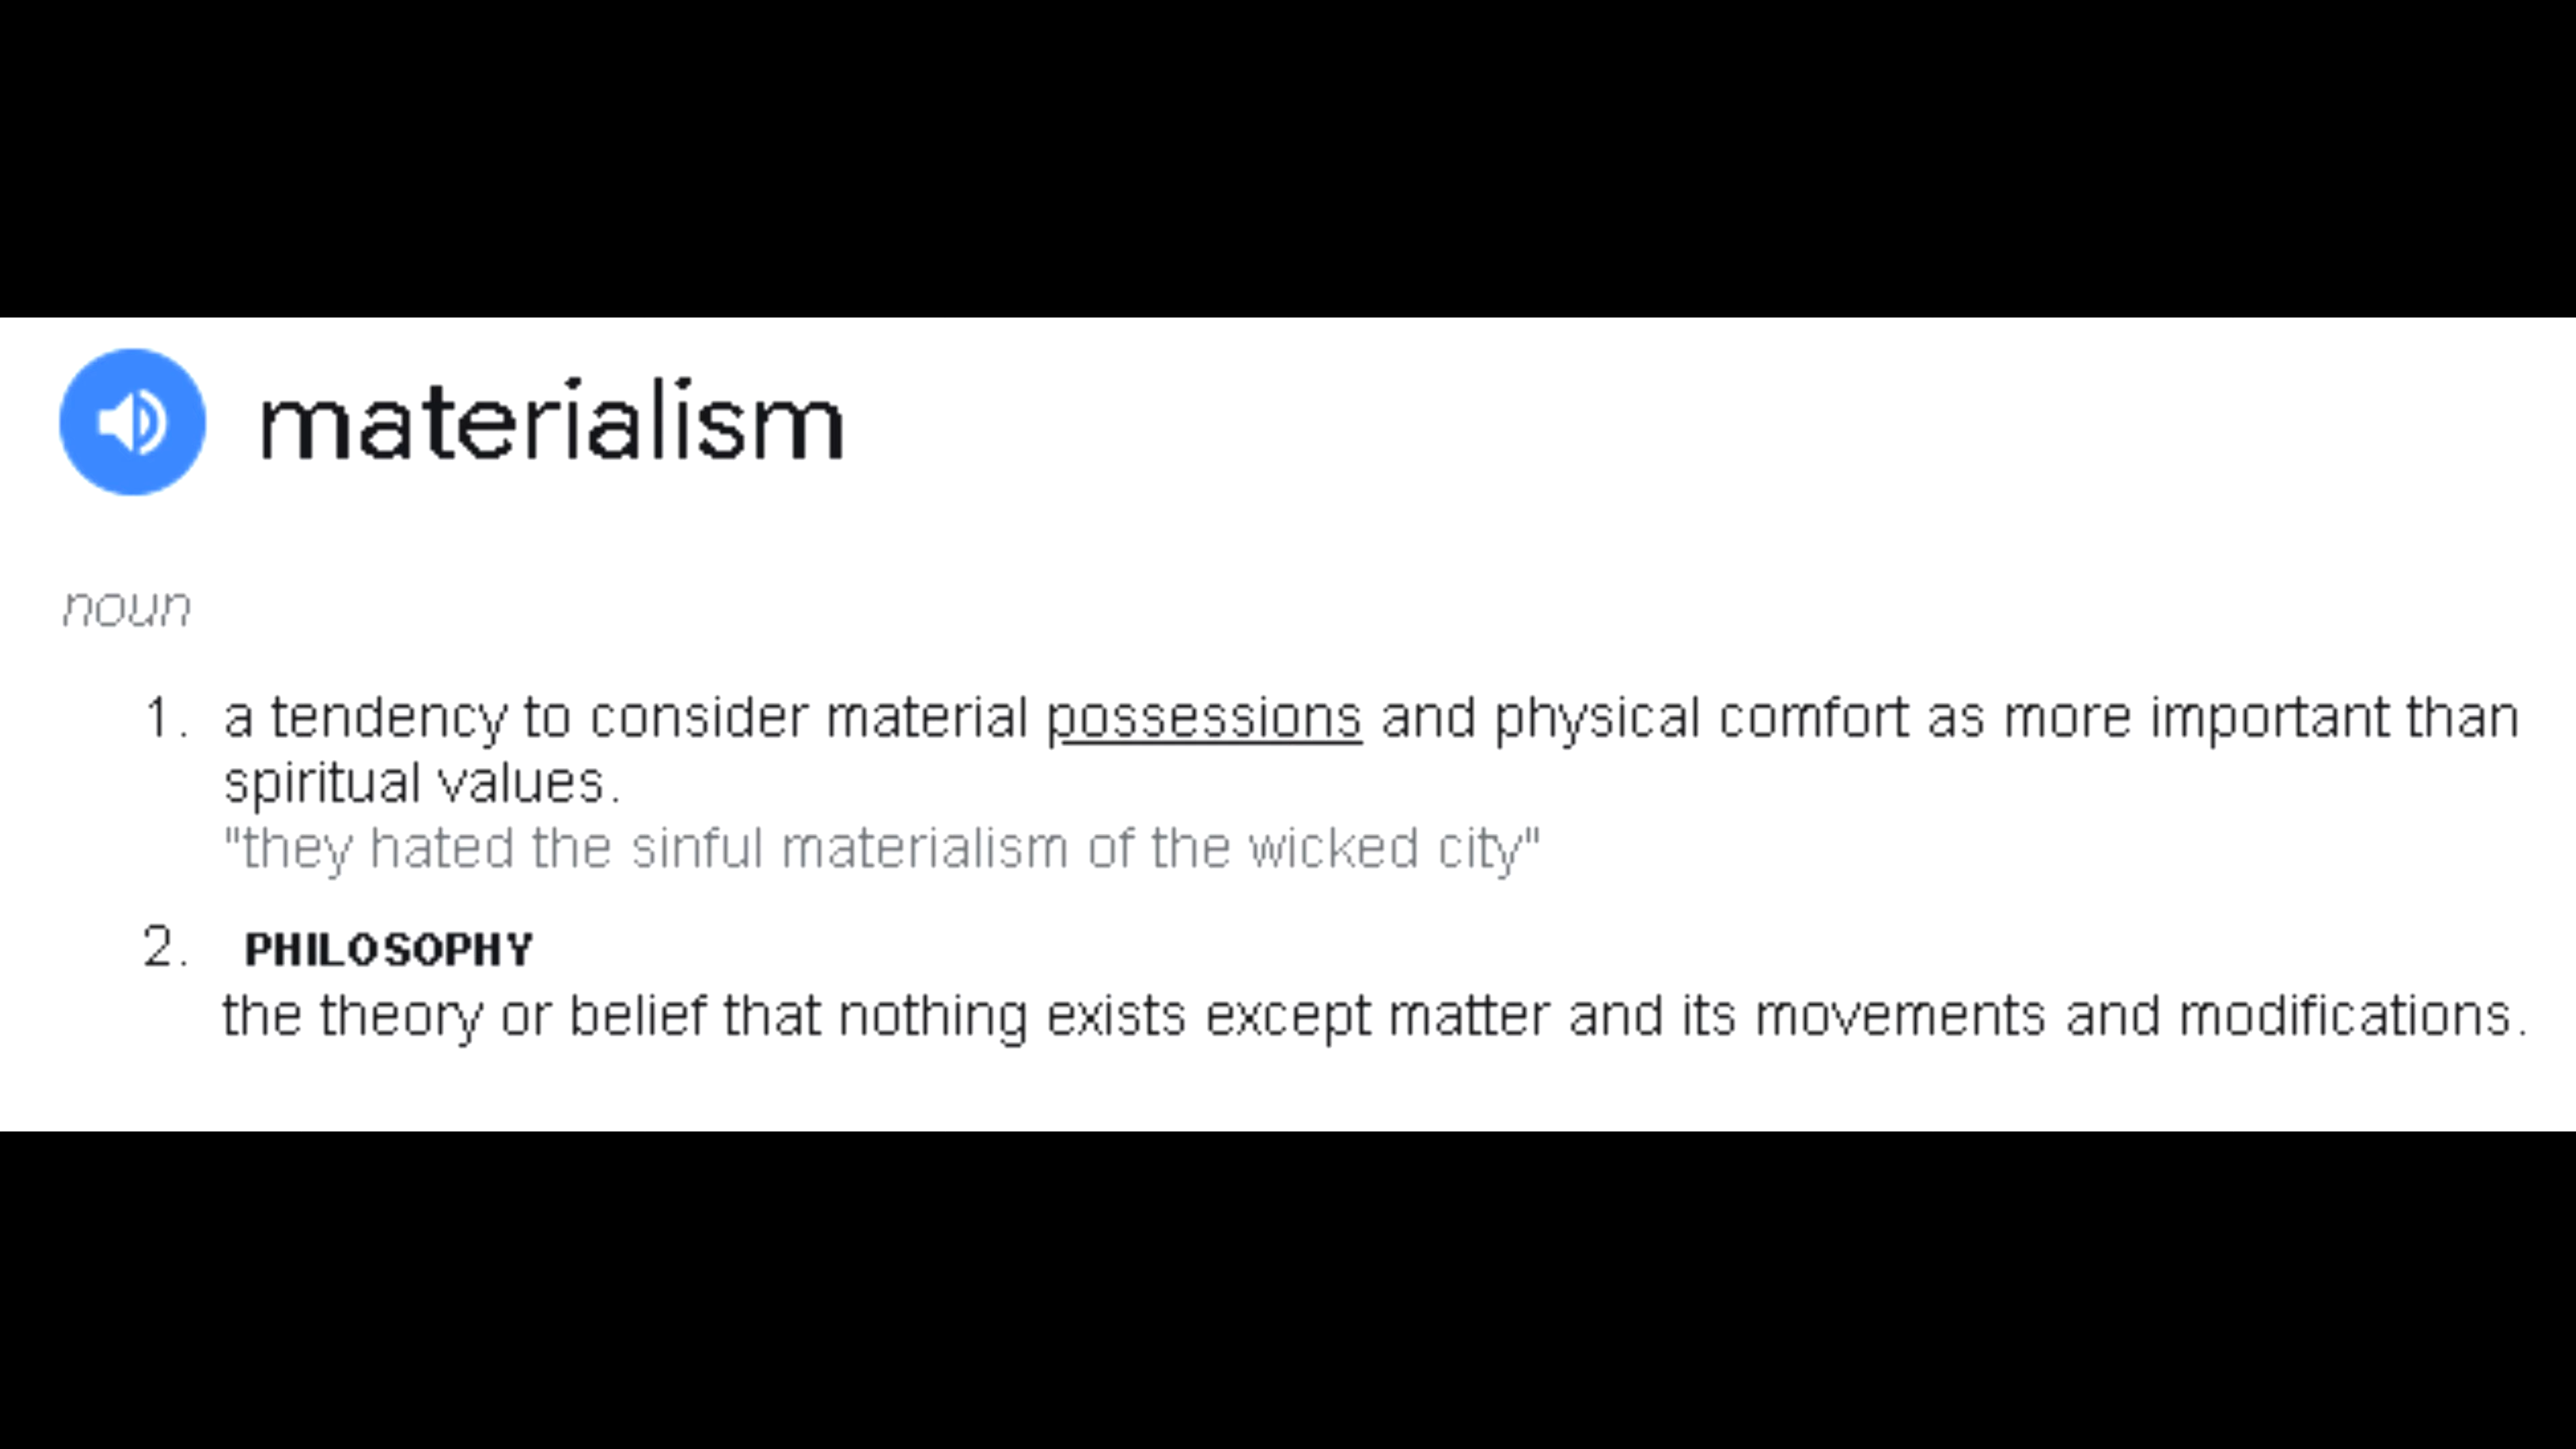 materialism
noun
1. a tendency to consider material possessions and physical comfort as more important than
spiritual values.
"they hated the sinful materialism of the wicked city"
2. PHILOSOPHY
the theory or belief that nothing exists except matter and its movements and modifications.